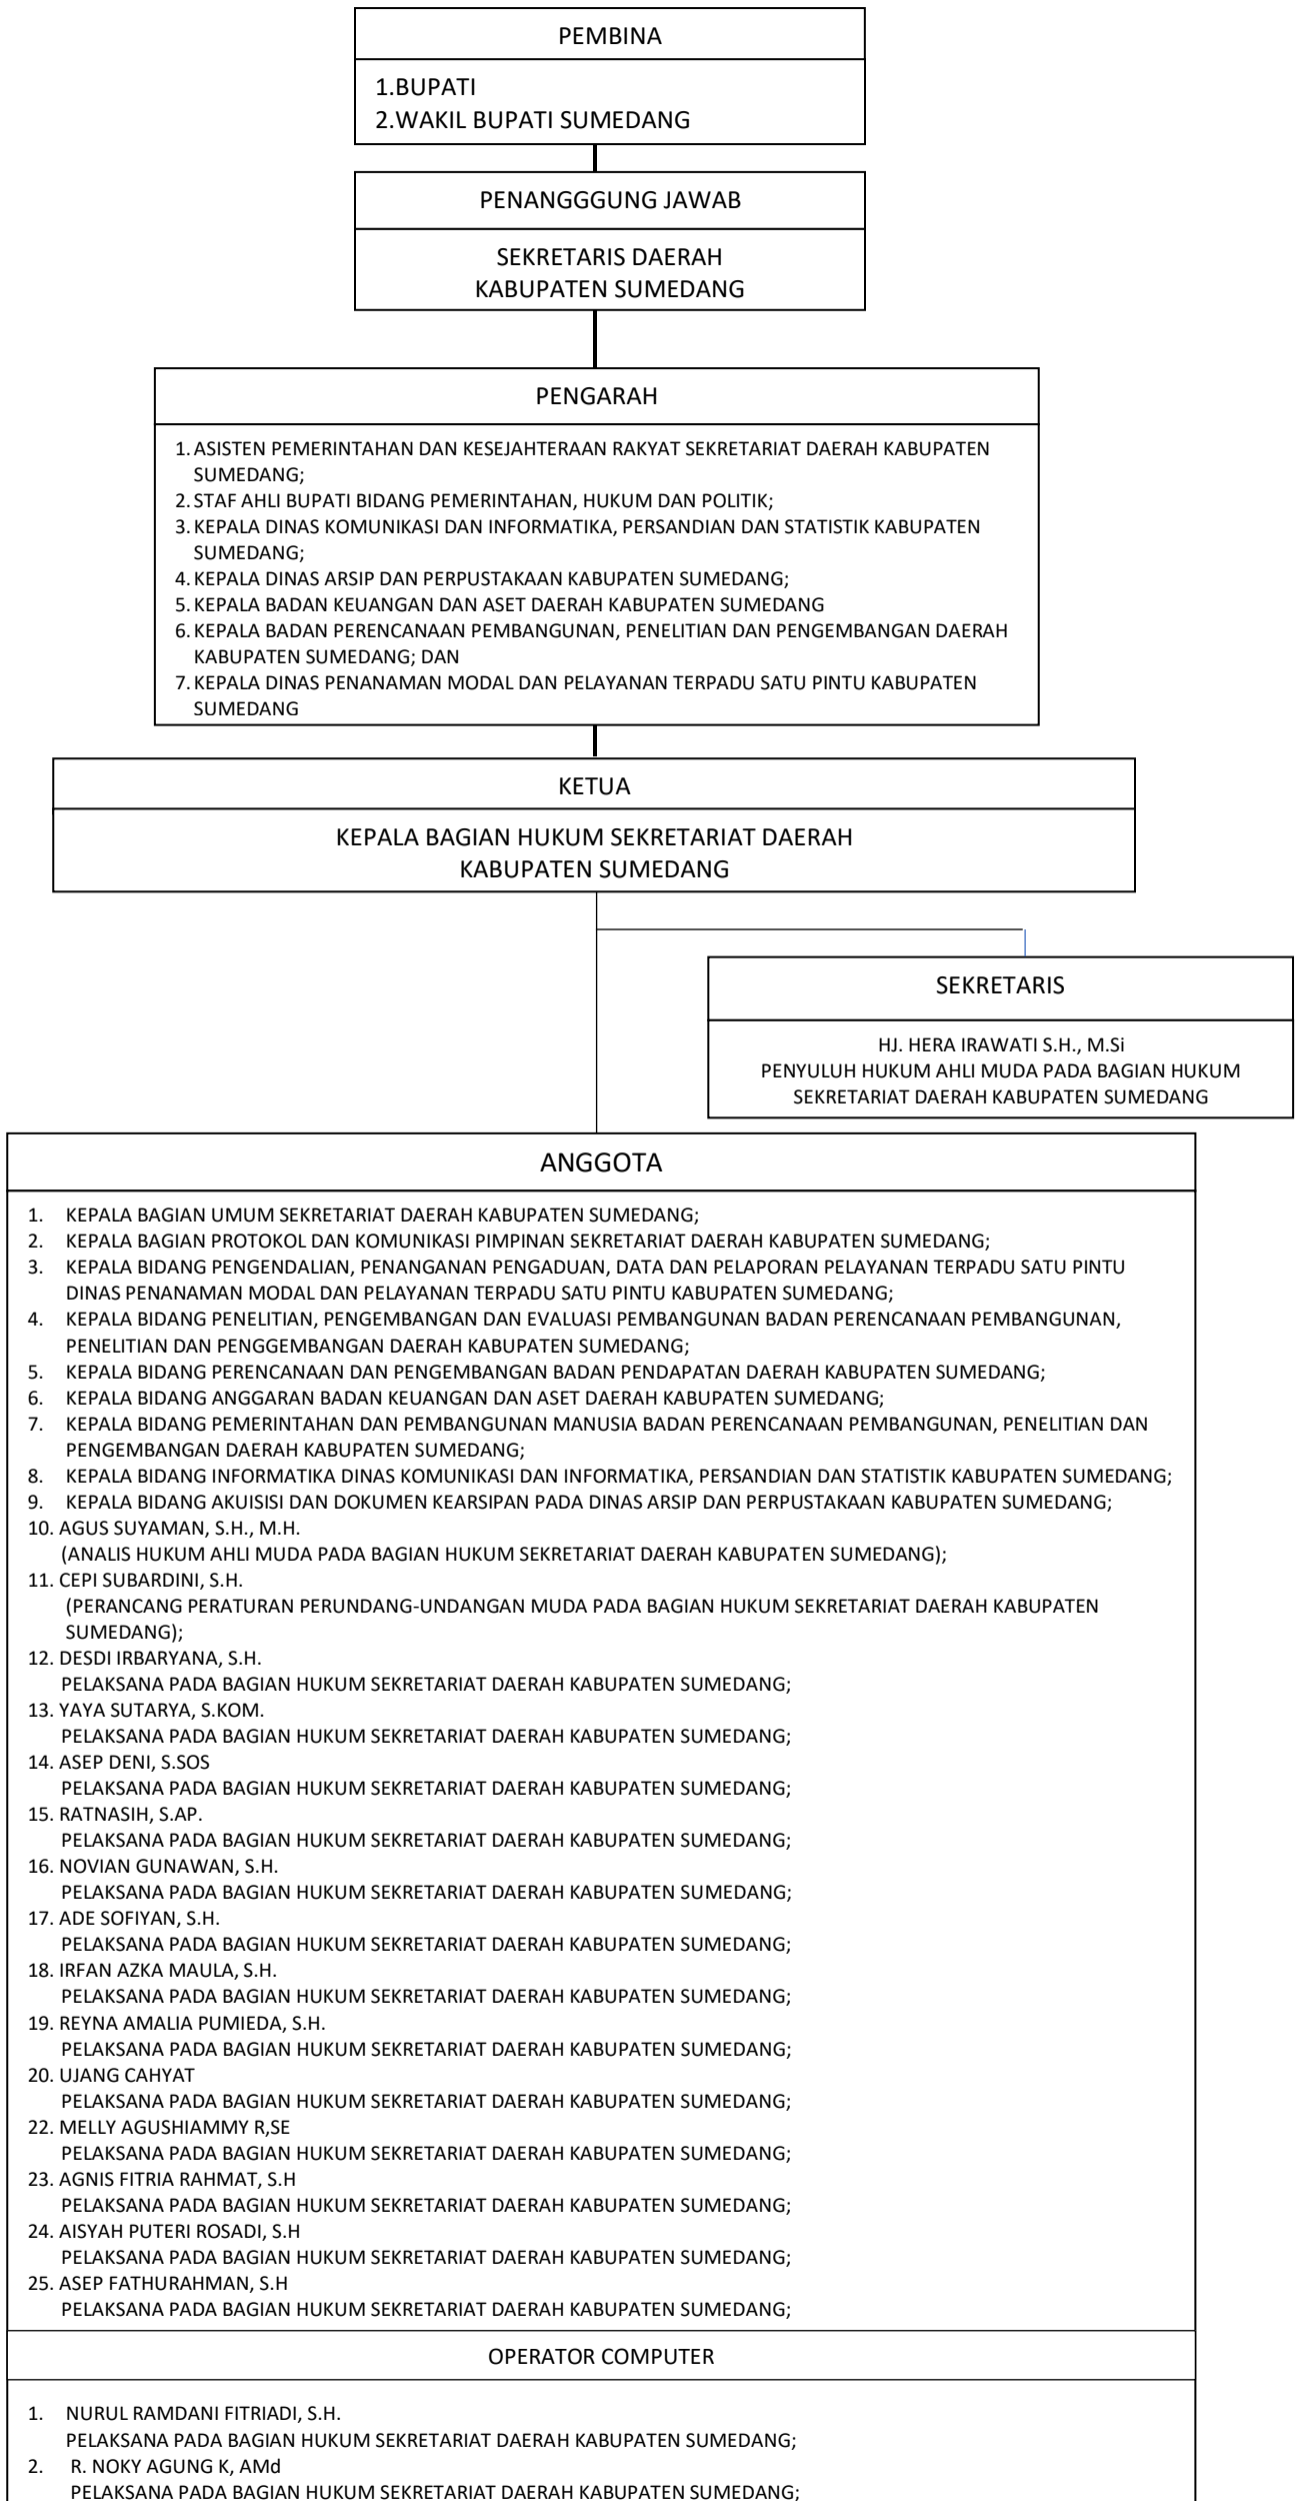 PEMBINA
1.BUPATI
2.WAKIL BUPATI SUMEDANG
PENANGGGUNG JAWAB
SEKRETARIS DAERAH
KABUPATEN SUMEDANG
PENGARAH
1. ASISTEN PEMERINTAHAN DAN KESEJAHTERAAN RAKYAT SEKRETARIAT DAERAH KABUPATEN
SUMEDANG;
2. STAF AHLI BUPATI BIDANG PEMERINTAHAN, HUKUM DAN POLITIK;
3. KEPALA DINAS KOMUNIKASI DAN INFORMATIKA, PERSANDIAN DAN STATISTIK KABUPATEN
SUMEDANG;
4. KEPALA DINAS ARSIP DAN PERPUSTAKAAN KABUPATEN SUMEDANG;
5. KEPALA BADAN KEUANGAN DAN ASET DAERAH KABUPATEN SUMEDANG
6. KEPALA BADAN PERENCANAAN PEMBANGUNAN, PENELITIAN DAN PENGEMBANGAN DAERAH
KABUPATEN SUMEDANG; DAN
7. KEPALA DINAS PENANAMAN MODAL DAN PELAYANAN TERPADU SATU PINTU KABUPATEN
SUMEDANG
KETUA
KEPALA BAGIAN HUKUM SEKRETARIAT DAERAH
KABUPATEN SUMEDANG
SEKRETARIS
HJ. HERA IRAWATI S.H., M.Si
PENYULUH HUKUM AHLI MUDA PADA BAGIAN HUKUM
SEKRETARIAT DAERAH KABUPATEN SUMEDANG
ANGGOTA
1. KEPALA BAGIAN UMUM SEKRETARIAT DAERAH KABUPATEN SUMEDANG;
2. KEPALA BAGIAN PROTOKOL DAN KOMUNIKASI PIMPINAN SEKRETARIAT DAERAH KABUPATEN SUMEDANG;
3. KEPALA BIDANG PENGENDALIAN, PENANGANAN PENGADUAN, DATA DAN PELAPORAN PELAYANAN TERPADU SATU PINTU
DINAS PENANAMAN MODAL DAN PELAYANAN TERPADU SATU PINTU KABUPATEN SUMEDANG;
4. KEPALA BIDANG PENELITIAN, PENGEMBANGAN DAN EVALUASI PEMBANGUNAN BADAN PERENCANAAN PEMBANGUNAN,
PENELITIAN DAN PENGGEMBANGAN DAERAH KABUPATEN SUMEDANG;
5. KEPALA BIDANG PERENCANAAN DAN PENGEMBANGAN BADAN PENDAPATAN DAERAH KABUPATEN SUMEDANG;
6. KEPALA BIDANG ANGGARAN BADAN KEUANGAN DAN ASET DAERAH KABUPATEN SUMEDANG;
7. KEPALA BIDANG PEMERINTAHAN DAN PEMBANGUNAN MANUSIA BADAN PERENCANAAN PEMBANGUNAN, PENELITIAN DAN
PENGEMBANGAN DAERAH KABUPATEN SUMEDANG;
8. KEPALA BIDANG INFORMATIKA DINAS KOMUNIKASI DAN INFORMATIKA, PERSANDIAN DAN STATISTIK KABUPATEN SUMEDANG;
9. KEPALA BIDANG AKUISISI DAN DOKUMEN KEARSIPAN PADA DINAS ARSIP DAN PERPUSTAKAAN KABUPATEN SUMEDANG;
10. AGUS SUYAMAN, S.H., M.H.
(ANALIS HUKUM AHLI MUDA PADA BAGIAN HUKUM SEKRETARIAT DAERAH KABUPATEN SUMEDANG);
11. CEPI SUBARDINI, S.H.
(PERANCANG PERATURAN PERUNDANG-UNDANGAN MUDA PADA BAGIAN HUKUM SEKRETARIAT DAERAH KABUPATEN
SUMEDANG);
12. DESDI IRBARYANA, S.H.
PELAKSANA PADA BAGIAN HUKUM SEKRETARIAT DAERAH KABUPATEN SUMEDANG;
13. YAYA SUTARYA, S.KOM.
PELAKSANA PADA BAGIAN HUKUM SEKRETARIAT DAERAH KABUPATEN SUMEDANG;
14. ASEP DENI, S.SOS
PELAKSANA PADA BAGIAN HUKUM SEKRETARIAT DAERAH KABUPATEN SUMEDANG;
15. RATNASIH, S.AP.
PELAKSANA PADA BAGIAN HUKUM SEKRETARIAT DAERAH KABUPATEN SUMEDANG;
16. NOVIAN GUNAWAN, S.H.
PELAKSANA PADA BAGIAN HUKUM SEKRETARIAT DAERAH KABUPATEN SUMEDANG;
17. ADE SOFIYAN, S.H.
PELAKSANA PADA BAGIAN HUKUM SEKRETARIAT DAERAH KABUPATEN SUMEDANG;
18. IRFAN AZKA MAULA, S.H.
PELAKSANA PADA BAGIAN HUKUM SEKRETARIAT DAERAH KABUPATEN SUMEDANG;
19. REYNA AMALIA PUMIEDA, S.H.
PELAKSANA PADA BAGIAN HUKUM SEKRETARIAT DAERAH KABUPATEN SUMEDANG;
20. UJANG CAHYAT
PELAKSANA PADA BAGIAN HUKUM SEKRETARIAT DAERAH KABUPATEN SUMEDANG;
22. MELLY AGUSHIAMMY R,SE
PELAKSANA PADA BAGIAN HUKUM SEKRETARIAT DAERAH KABUPATEN SUMEDANG;
23. AGNIS FITRIA RAHMAT, S.H
PELAKSANA PADA BAGIAN HUKUM SEKRETARIAT DAERAH KABUPATEN SUMEDANG;
24. AISYAH PUTERI ROSADI, S.H
PELAKSANA PADA BAGIAN HUKUM SEKRETARIAT DAERAH KABUPATEN SUMEDANG;
25. ASEP FATHURAHMAN, S.H
PELAKSANA PADA BAGIAN HUKUM SEKRETARIAT DAERAH KABUPATEN SUMEDANG;
OPERATOR COMPUTER
1. NURUL RAMDANI FITRIADI, S.H.
PELAKSANA PADA BAGIAN HUKUM SEKRETARIAT DAERAH KABUPATEN SUMEDANG;
2. R. NOKY AGUNG K, AMd
PELAKSANA PADA BAGIAN HUKUM SEKRETARIAT DAERAH KABUPATEN SUMEDANG;